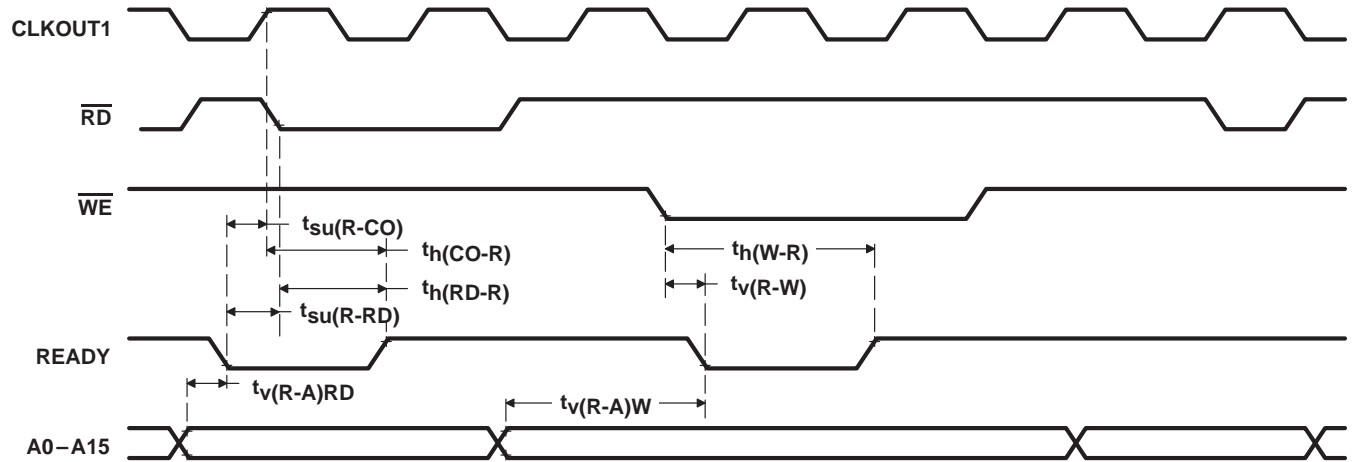 CLKOUT1
RD
WE
tsu(R-CO)
th(CO-R)
th(W-R)
th(RD-R)
tv(R-W)
tsu(R-RD)
READY
tv(R-A)RD
tv(R-A)W
A0–A15